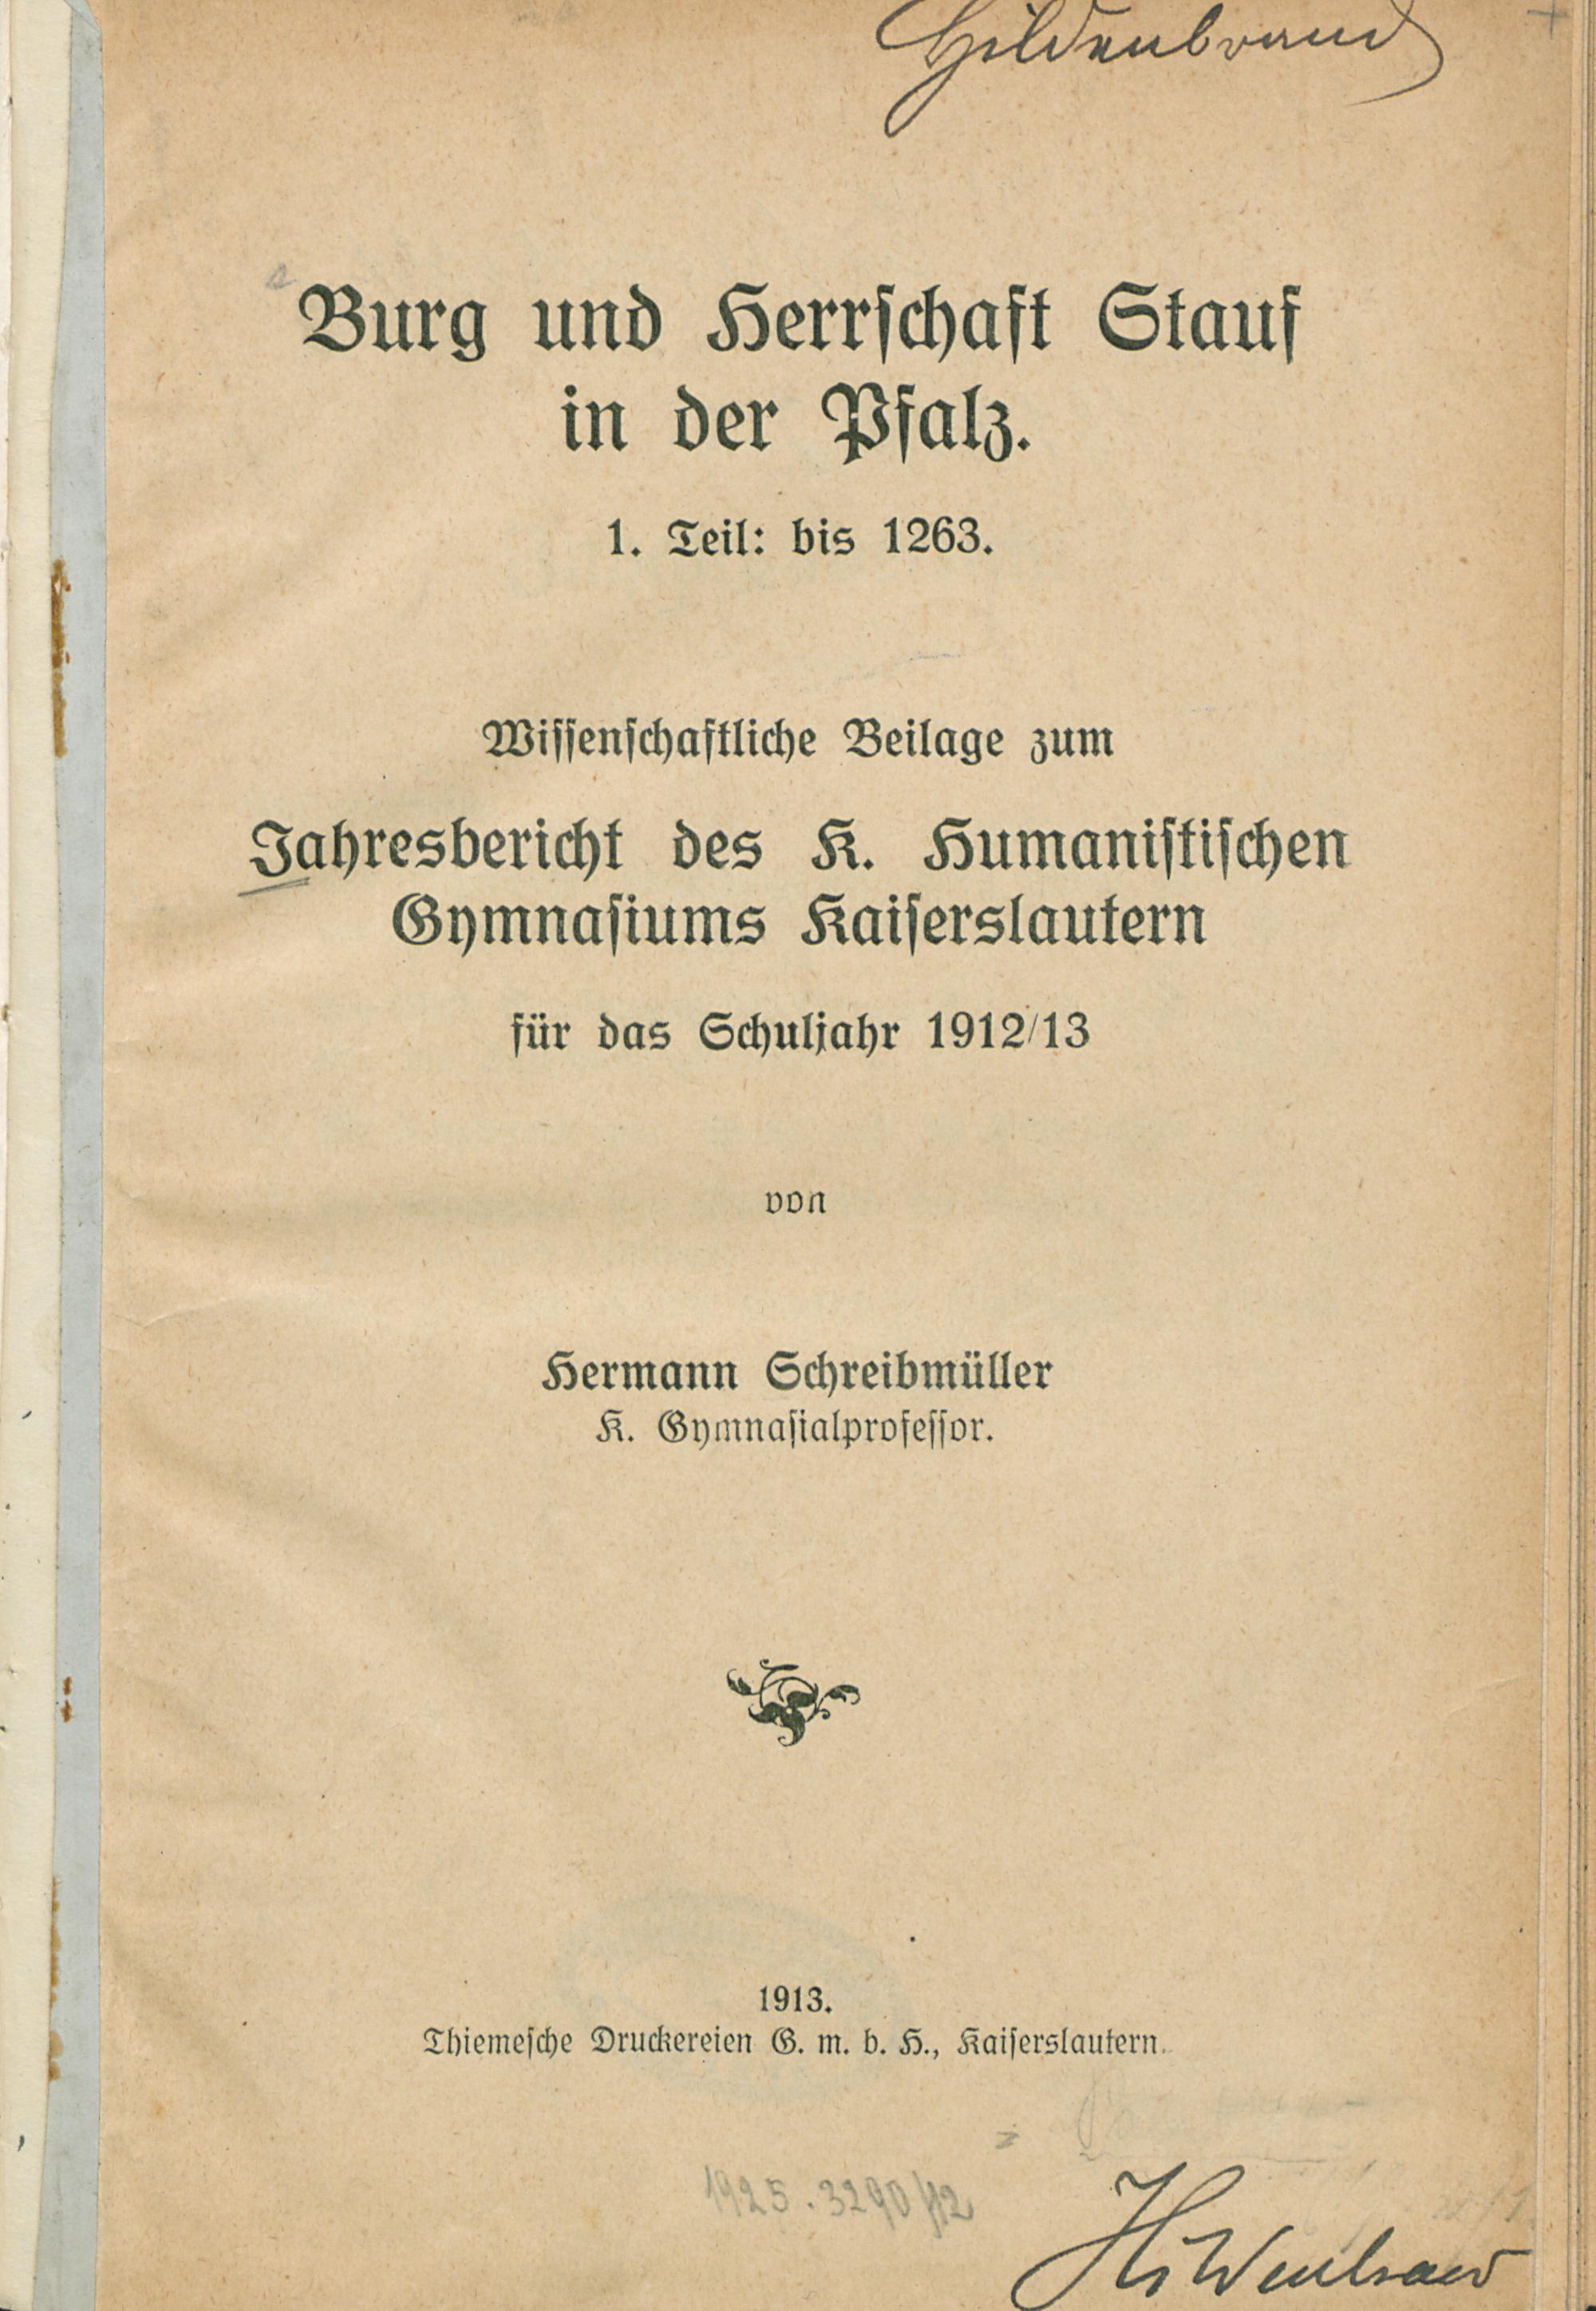 Hildenbrand
Burg und Herrschaft Stauf
in der Pfalz.
1. Teil: bis 1263.
Wissenschaftliche Beilage zum
Jahresbericht des K. Humanistischen
Gymnasiums Kaiserslautern
für das Schuljahr 1912/13
von
Hermann Schreibmüller
K. Gymnasialprofessor.
1913.
Thiemesche Druckereien G. m. b. H., Kaiserslautern.
1925.3290/12